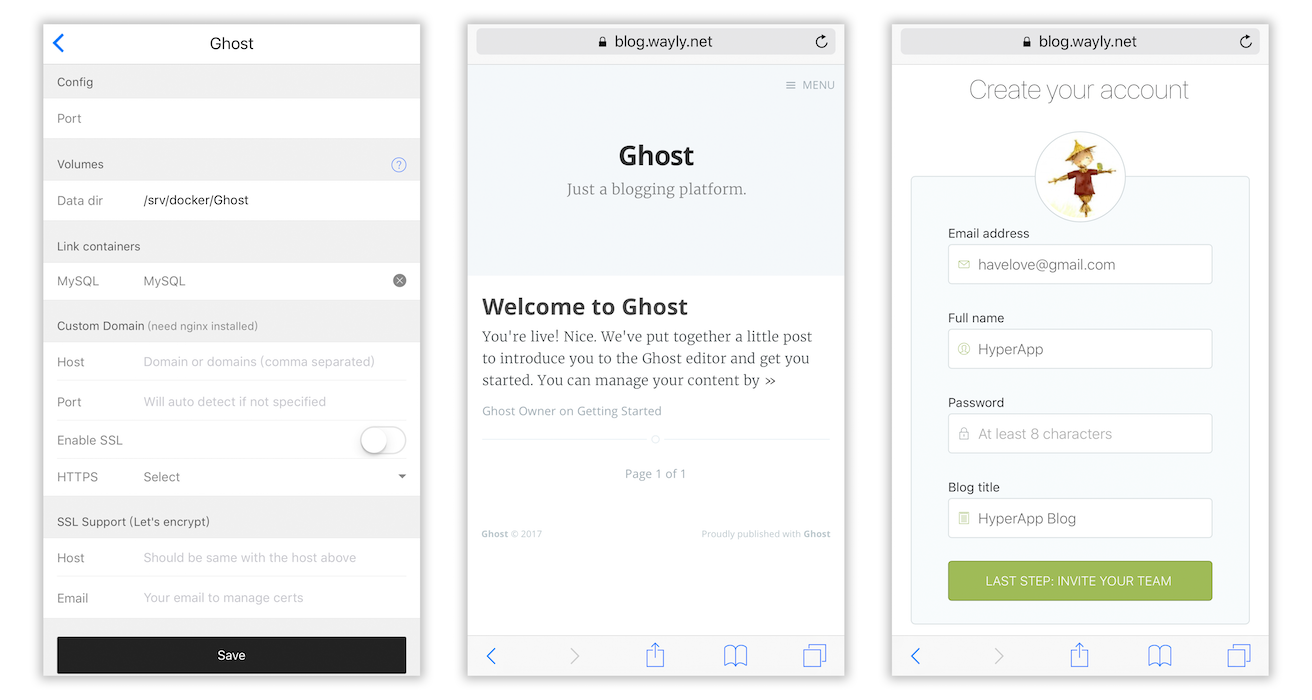 Ghost
Config
Port
Volumes
?
Data dir /srv/docker/Ghost
Link containers
MySQL MySQL
Custom Domain (need nginx installed)
Host Domain or domains (comma separated)
Port Will auto detect if not specified
Enable SSL
HTTPS Select
SSL Support (Let's encrypt)
Host Should be same with the host above
Email Your email to manage certs
Save
blog.wayly.net
MENU
Ghost
Just a blogging platform.
Welcome to Ghost
You're live! Nice. We've put together a little post
to introduce you to the Ghost editor and get you
started. You can manage your content by »
Ghost Owner on Getting Started
Page 1 of 1
Ghost © 2017 Proudly published with Ghost
blog.wayly.net
Create your account
Email address
havelove@gmail.com
Full name
HyperApp
Password
At least 8 characters
Blog title
HyperApp Blog
LAST STEP: INVITE YOUR TEAM